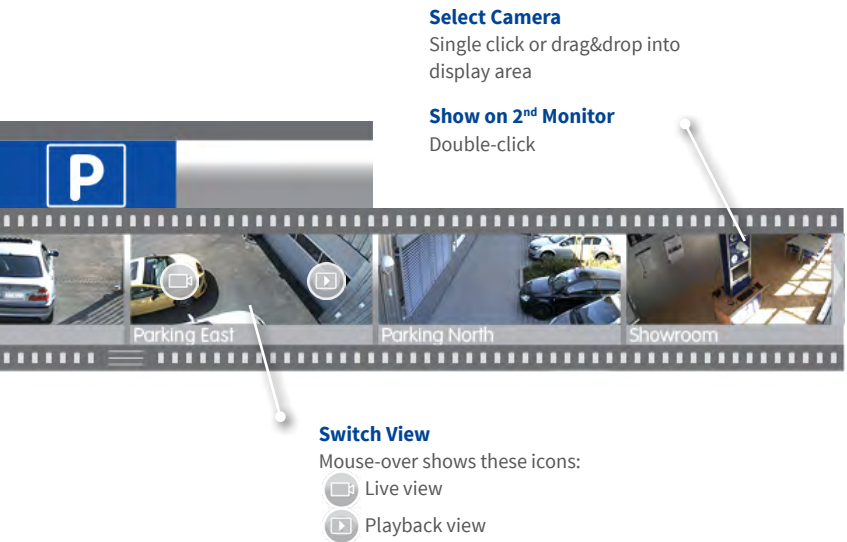 Select Camera
Single click or drag&drop into
display area
Show on 2nd Monitor
Double-click
P
Parking East
Parking North
Showroom
Switch View
Mouse-over shows these icons:
Live view
Playback view